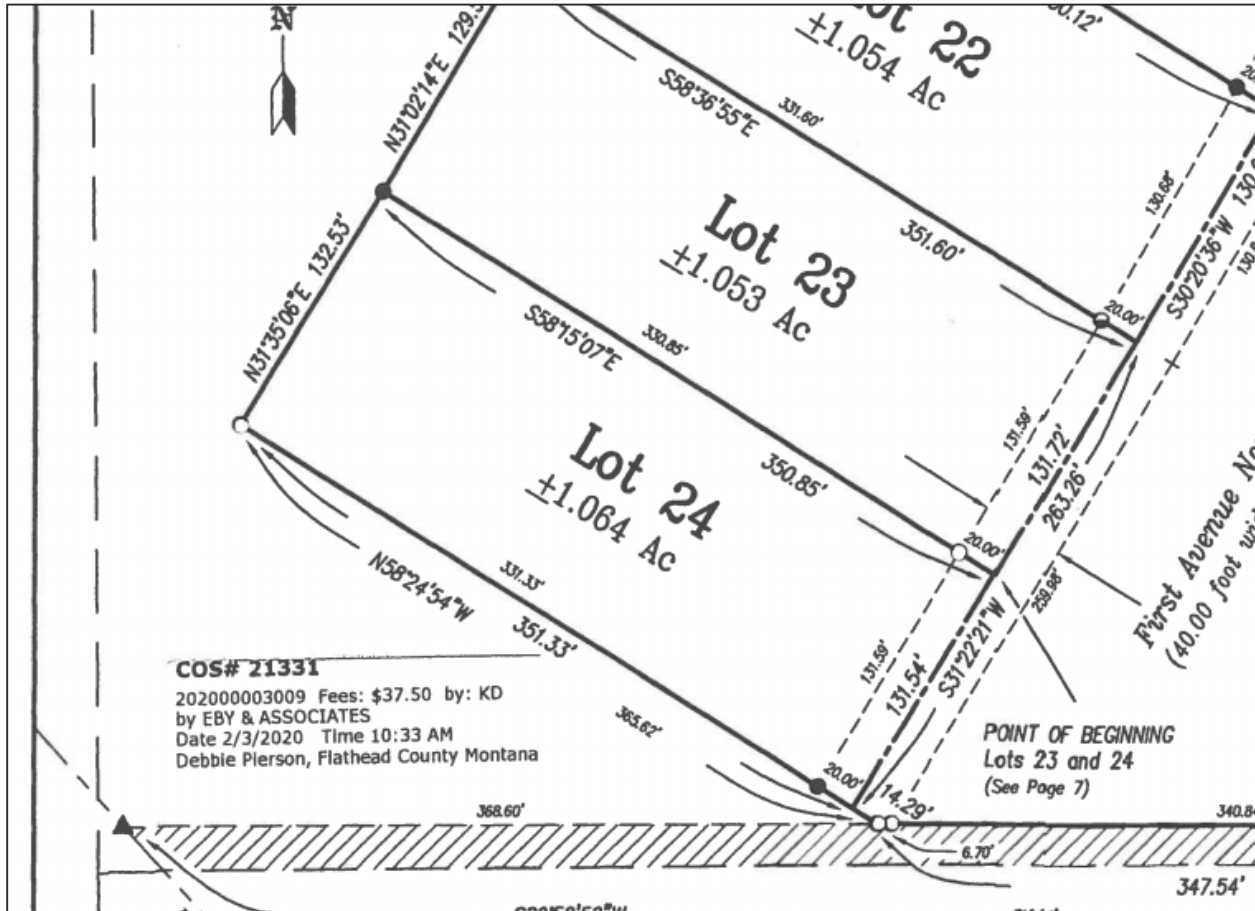 N
N31°02'14"E
Lot 22
+1.054 Ac
S58°36'55"E
331.60'
351.60'
20.00'
130.68'
S30°20'36"W
N31°35'06"E 132.53'
Lot 23
+1.053 Ac
S58°15'07"E
330.85'
350.85'
20.00'
131.59'
131.72'
263.26'
First Avenue
(40.00 foot
Lot 24
+1.064 Ac
N58°24'54"W
331.33'
351.33'
365.62'
20.00'
131.59'
131.54'
S31°22'21"W
259.98'
14.29'
COS# 21331
202000003009 Fees: $37.50 by: KD
by EBY & ASSOCIATES
Date 2/3/2020 Time 10:33 AM
Debbie Pierson, Flathead County Montana
POINT OF BEGINNING
Lots 23 and 24
(See Page 7)
368.60'
340.84
6.70'
347.54'